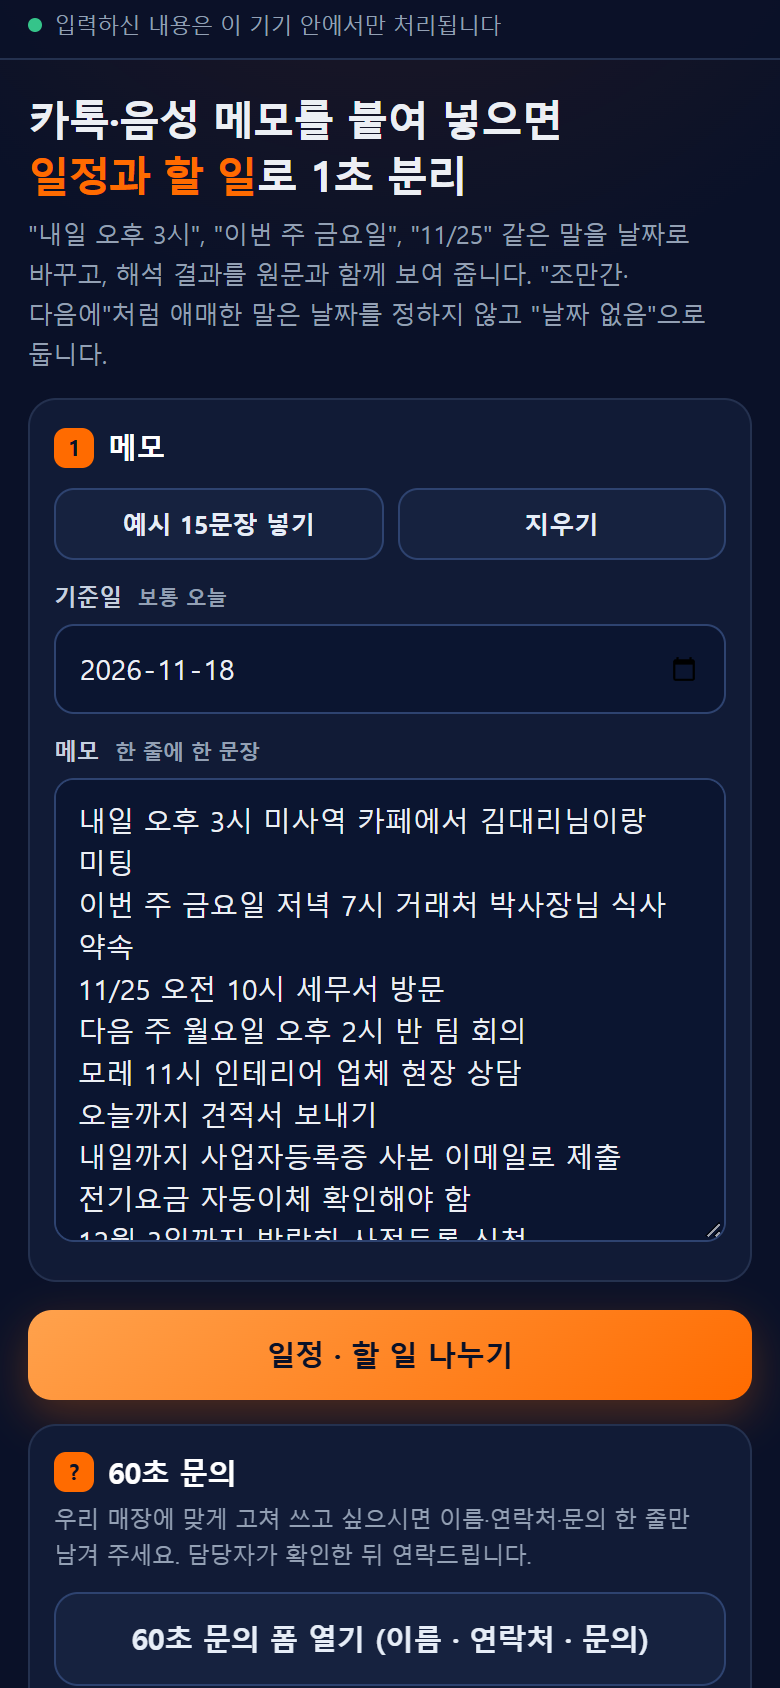 입력하신 내용은 이 기기 안에서만 처리됩니다
카톡·음성 메모를 붙여 넣으면
일정과 할 일로 1초 분리
"내일 오후 3시", "이번 주 금요일", "11/25" 같은 말을 날짜로
바꾸고, 해석 결과를 원문과 함께 보여 줍니다. "조만간·
다음에"처럼 애매한 말은 날짜를 정하지 않고 "날짜 없음"으로
둡니다.
1 메모
예시 15문장 넣기 지우기
기준일 보통 오늘
2026-11-18
메모 한 줄에 한 문장
내일 오후 3시 미사역 카페에서 김대리님이랑
미팅
이번 주 금요일 저녁 7시 거래처 박사장님 식사
약속
11/25 오전 10시 세무서 방문
다음 주 월요일 오후 2시 반 팀 회의
모레 11시 인테리어 업체 현장 상담
오늘까지 견적서 보내기
내일까지 사업자등록증 사본 이메일로 제출
전기요금 자동이체 확인해야 함
12월 3일까지 박람회 사전등록 신청
일정 · 할 일 나누기
? 60초 문의
우리 매장에 맞게 고쳐 쓰고 싶으시면 이름·연락처·문의 한 줄만
남겨 주세요. 담당자가 확인한 뒤 연락드립니다.
60초 문의 폼 열기 (이름 · 연락처 · 문의)